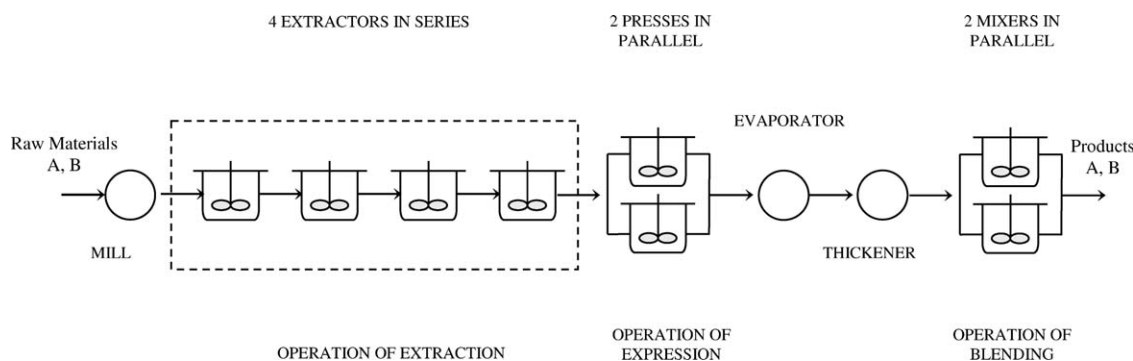 4 EXTRACTORS IN SERIES
2 PRESSES IN
PARALLEL
2 MIXERS IN
PARALLEL
EVAPORATOR
Raw Materials
A, B
Products
A, B
MILL
THICKENER
OPERATION OF EXTRACTION
OPERATION OF
EXPRESSION
OPERATION OF
BLENDING